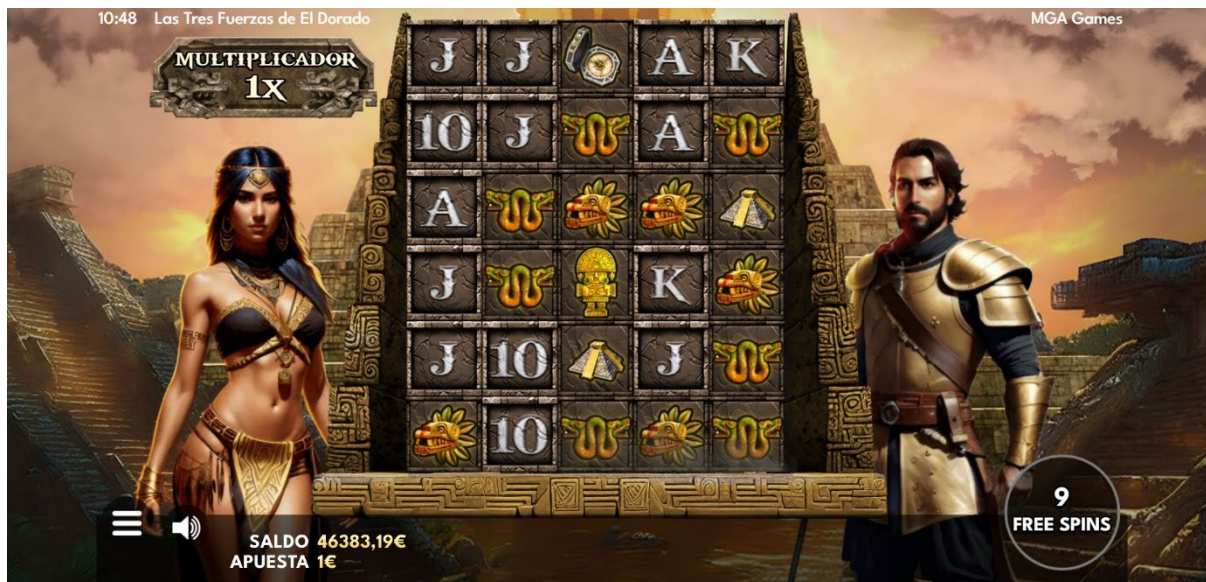 10:48 Las Tres Fuerzas de El Dorado
MGA Games
MULTIPLICADOR
1X
J J A K
10 J A
A
J K
J 10 J
10
9
FREE SPINS
SALDO 46383,19€
APUESTA 1€